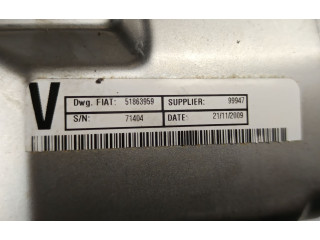 V
Dwg. FIAT: 51863959 SUPPLIER: 99947
S/N: 71404 DATE: 21/11/2009